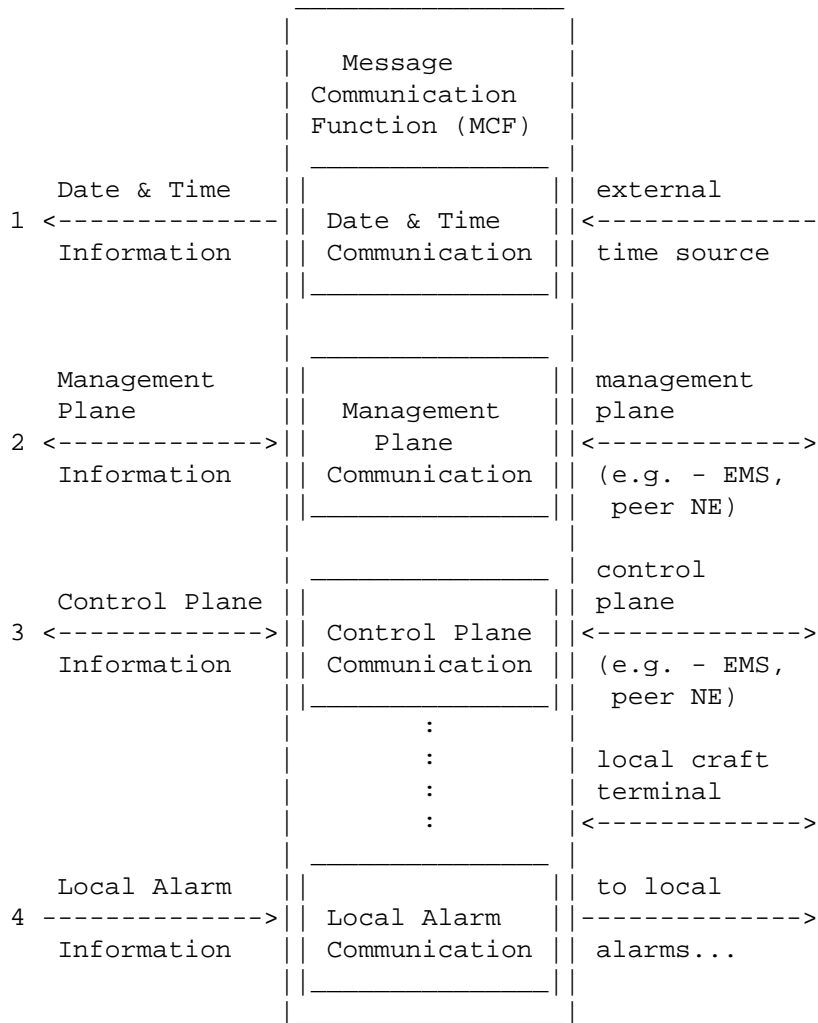 Message
Communication
Function (MCF)
Date & Time external
1 <-------------- Date & Time <--------------
Information Communication time source
Management management
Plane Management plane
2 <-------------> Plane <------------->
Information Communication (e.g. - EMS,
peer NE)
control
Control Plane plane
3 <-------------> Control Plane <------------->
Information Communication (e.g. - EMS,
peer NE)
:
: local craft
: terminal
: <------------->
Local Alarm to local
4 --------------> Local Alarm -------------->
Information Communication alarms...